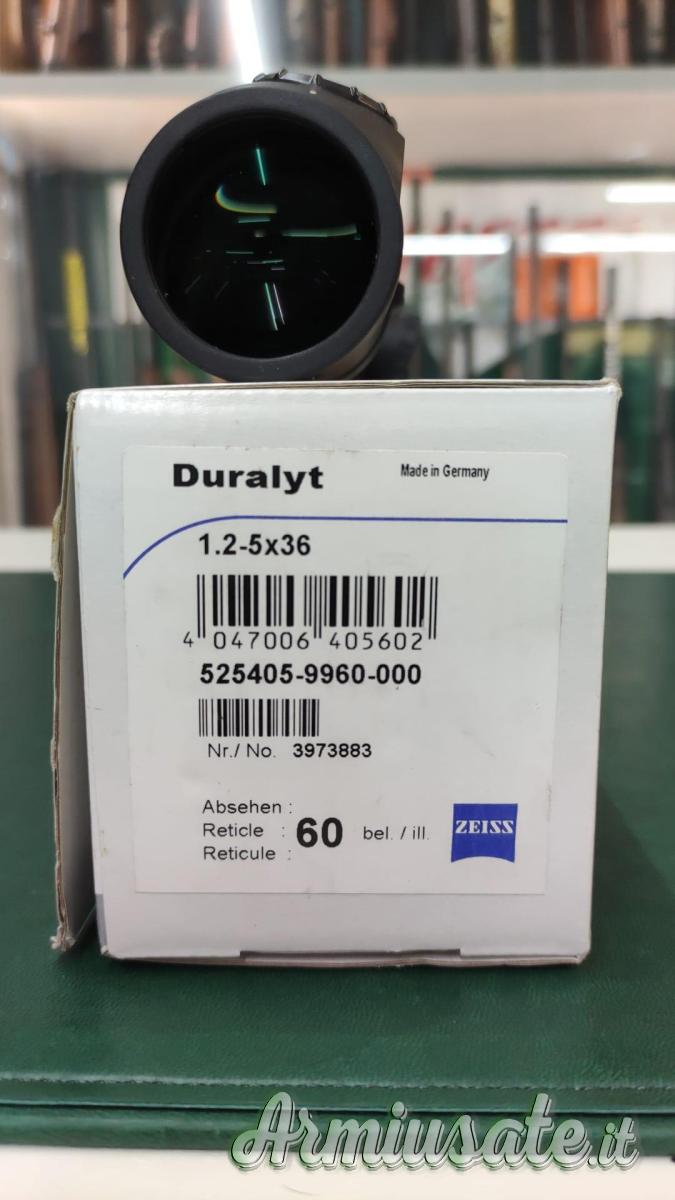 Duralyt
Made in Germany
1.2-5x36
4 047006 405602
525405-9960-000
Nr./ No. 3973883
Absehen :
Reticle : 60 bel. / ill.
Reticule :
ZEISS
Armiusate.it